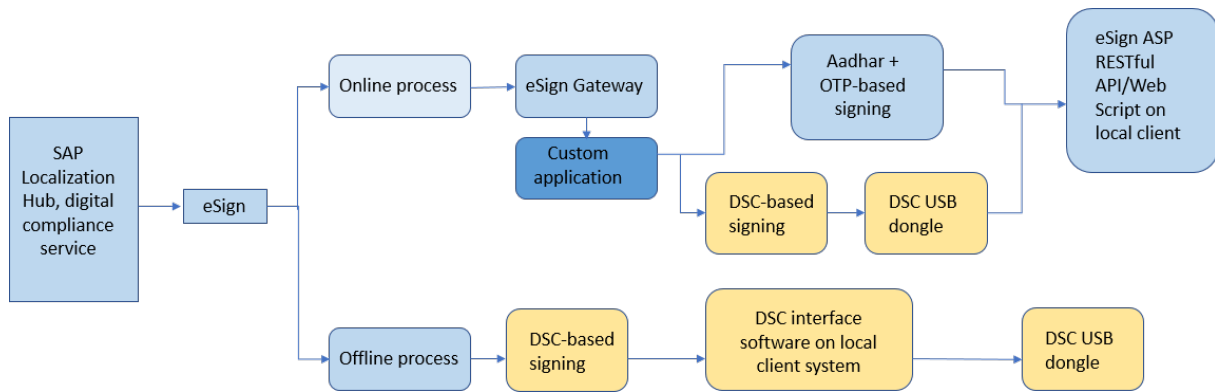 SAP
Localization
Hub, digital
compliance
service
eSign
Online process
eSign Gateway
Custom
application
Aadhar +
OTP-based
signing
DSC-based
signing
DSC USB
dongle
eSign ASP
RESTful
API/Web
Script on
local client
Offline process
DSC-based
signing
DSC interface
software on local
client system
DSC USB
dongle